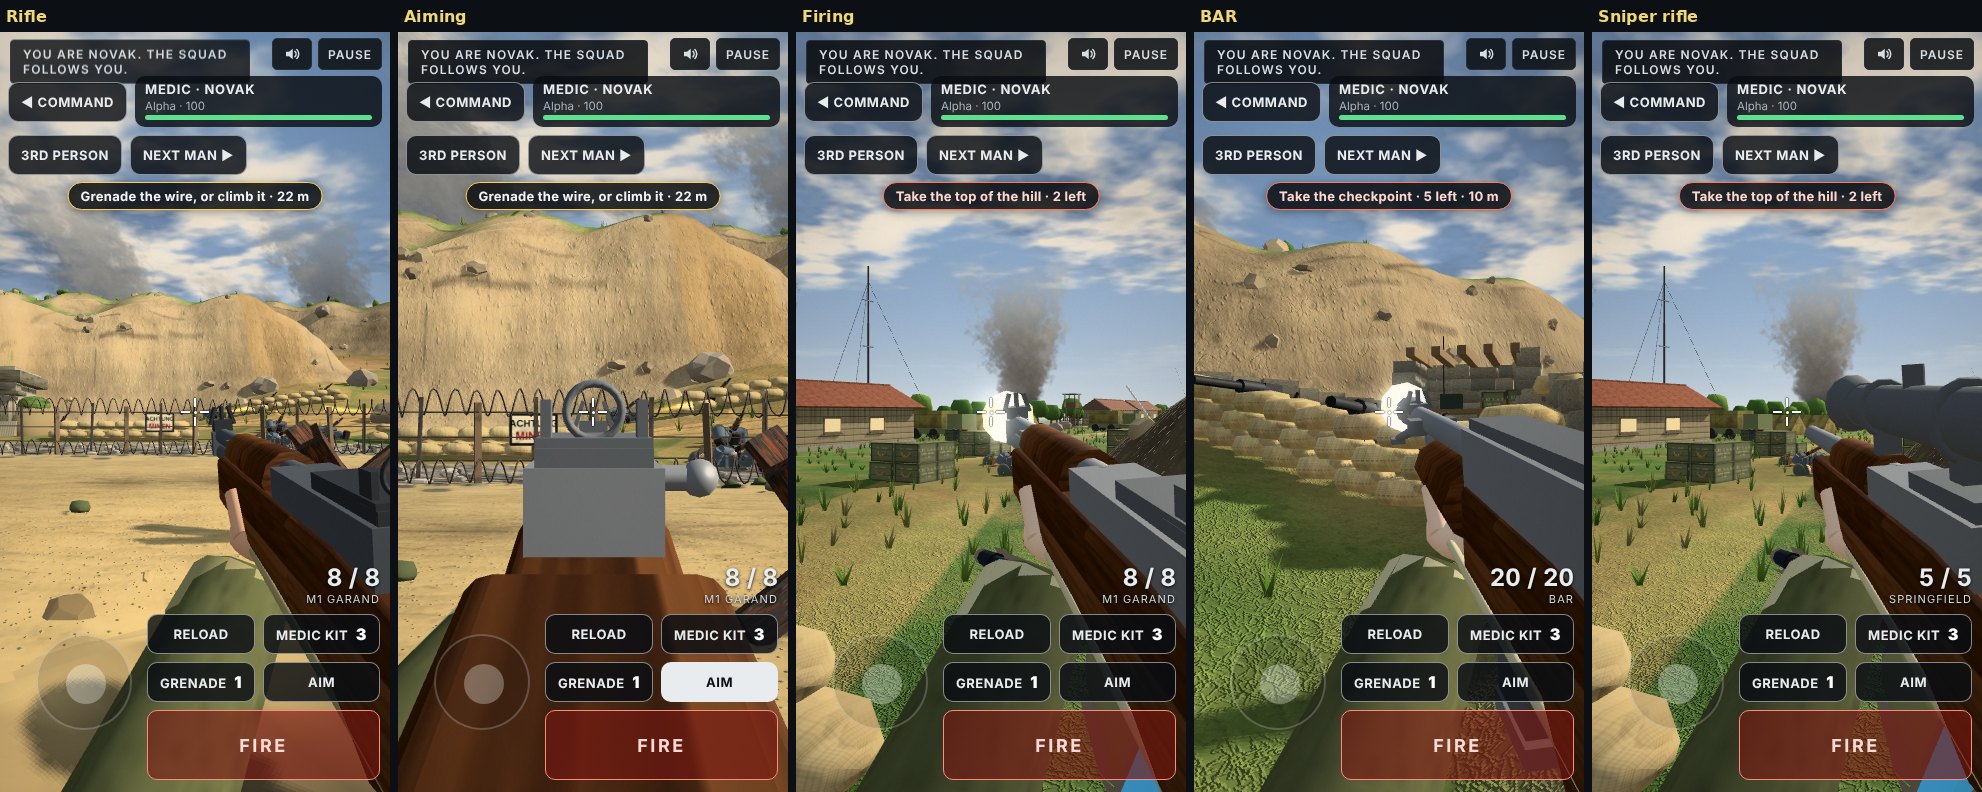 Rifle
YOU ARE NOVAK. THE SQUAD
FOLLOWS YOU.
PAUSE
◀ COMMAND
MEDIC · NOVAK
Alpha · 100
3RD PERSON
NEXT MAN ▶
Grenade the wire, or climb it · 22 m
ACHTUNG
MINEN
8 / 8
M1 GARAND
RELOAD
MEDIC KIT 3
GRENADE 1
AIM
FIRE
Aiming
YOU ARE NOVAK. THE SQUAD
FOLLOWS YOU.
PAUSE
◀ COMMAND
MEDIC · NOVAK
Alpha · 100
3RD PERSON
NEXT MAN ▶
Grenade the wire, or climb it · 22 m
ACHTU
MIN
8 / 8
M1 GARAND
RELOAD
MEDIC KIT 3
GRENADE 1
AIM
FIRE
Firing
YOU ARE NOVAK. THE SQUAD
FOLLOWS YOU.
PAUSE
◀ COMMAND
MEDIC · NOVAK
Alpha · 100
3RD PERSON
NEXT MAN ▶
Take the top of the hill · 2 left
8 / 8
M1 GARAND
RELOAD
MEDIC KIT 3
GRENADE 1
AIM
FIRE
BAR
YOU ARE NOVAK. THE SQUAD
FOLLOWS YOU.
PAUSE
◀ COMMAND
MEDIC · NOVAK
Alpha · 100
3RD PERSON
NEXT MAN ▶
Take the checkpoint · 5 left · 10 m
20 / 20
BAR
RELOAD
MEDIC KIT 3
GRENADE 1
AIM
FIRE
Sniper rifle
YOU ARE NOVAK. THE SQUAD
FOLLOWS YOU.
PAUSE
◀ COMMAND
MEDIC · NOVAK
Alpha · 100
3RD PERSON
NEXT MAN ▶
Take the top of the hill · 2 left
5 / 5
SPRINGFIELD
RELOAD
MEDIC KIT 3
GRENADE 1
AIM
FIRE